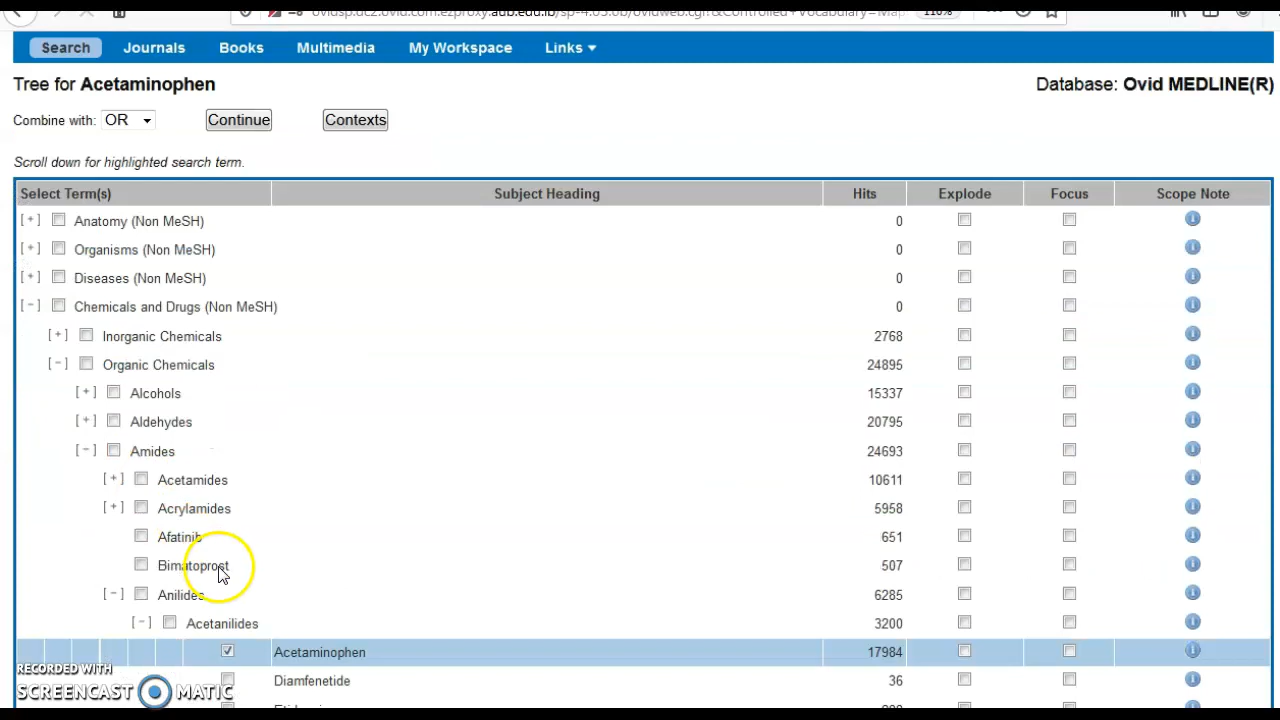 Search Journals Books Multimedia My Workspace Links
Tree for Acetaminophen Database: Ovid MEDLINE(R)
Combine with: OR Continue Contexts
Scroll down for highlighted search term.
Select Term(s) Subject Heading Hits Explode Focus Scope Note
[+] Anatomy (Non MeSH) 0
[+] Organisms (Non MeSH) 0
[+] Diseases (Non MeSH) 0
[-] Chemicals and Drugs (Non MeSH) 0
[+] Inorganic Chemicals 2768
[-] Organic Chemicals 24895
[+] Alcohols 15337
[+] Aldehydes 20795
[-] Amides 24693
[+] Acetamides 10611
[+] Acrylamides 5958
Afatinib 651
Bimatoprost 507
[-] Anilides 6285
[-] Acetanilides 3200
Acetaminophen 17984
Diamfenetide 36
RECORDED WITH
SCREENCAST MATIC